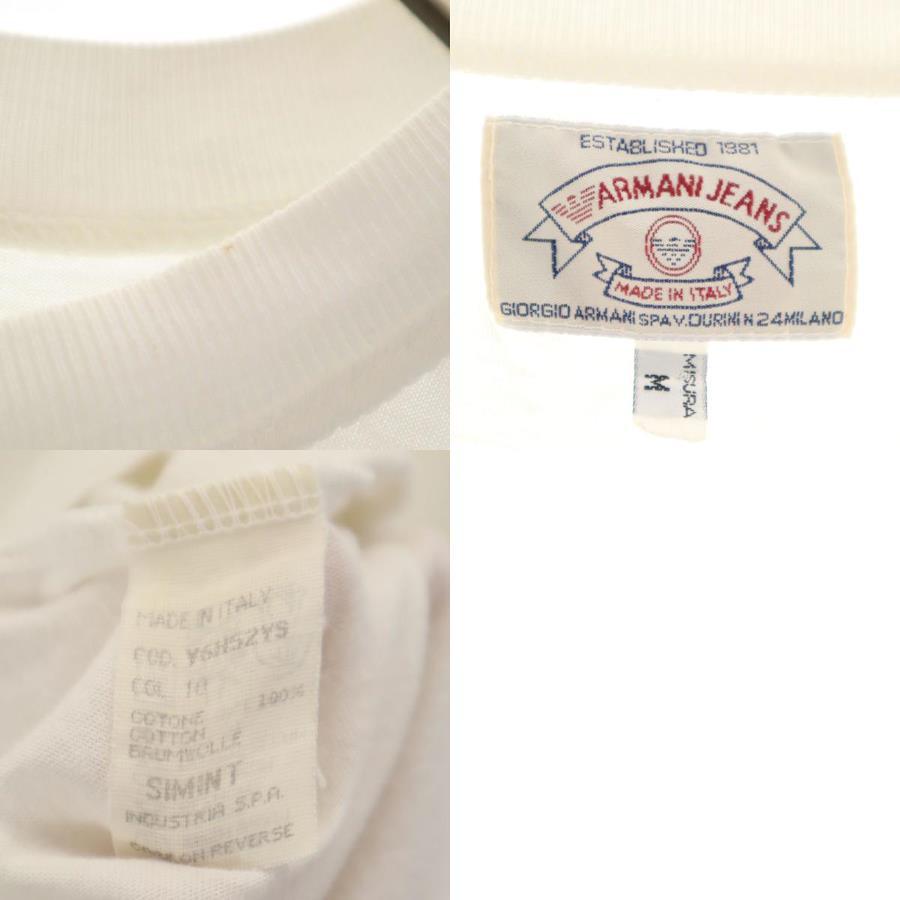 ESTABLISHED 1981
ARMANI JEANS
MADE IN ITALY
GIORGIO ARMANI SPA V.DURINI N 24 MILANO
MISURA
M
MADE IN ITALY
COD. Y6H52YS
COL 10
100%
COTONE
COTTON
BAUMWOLLE
SIMINT
INDUSTRIA S.P.A.
REVERSE